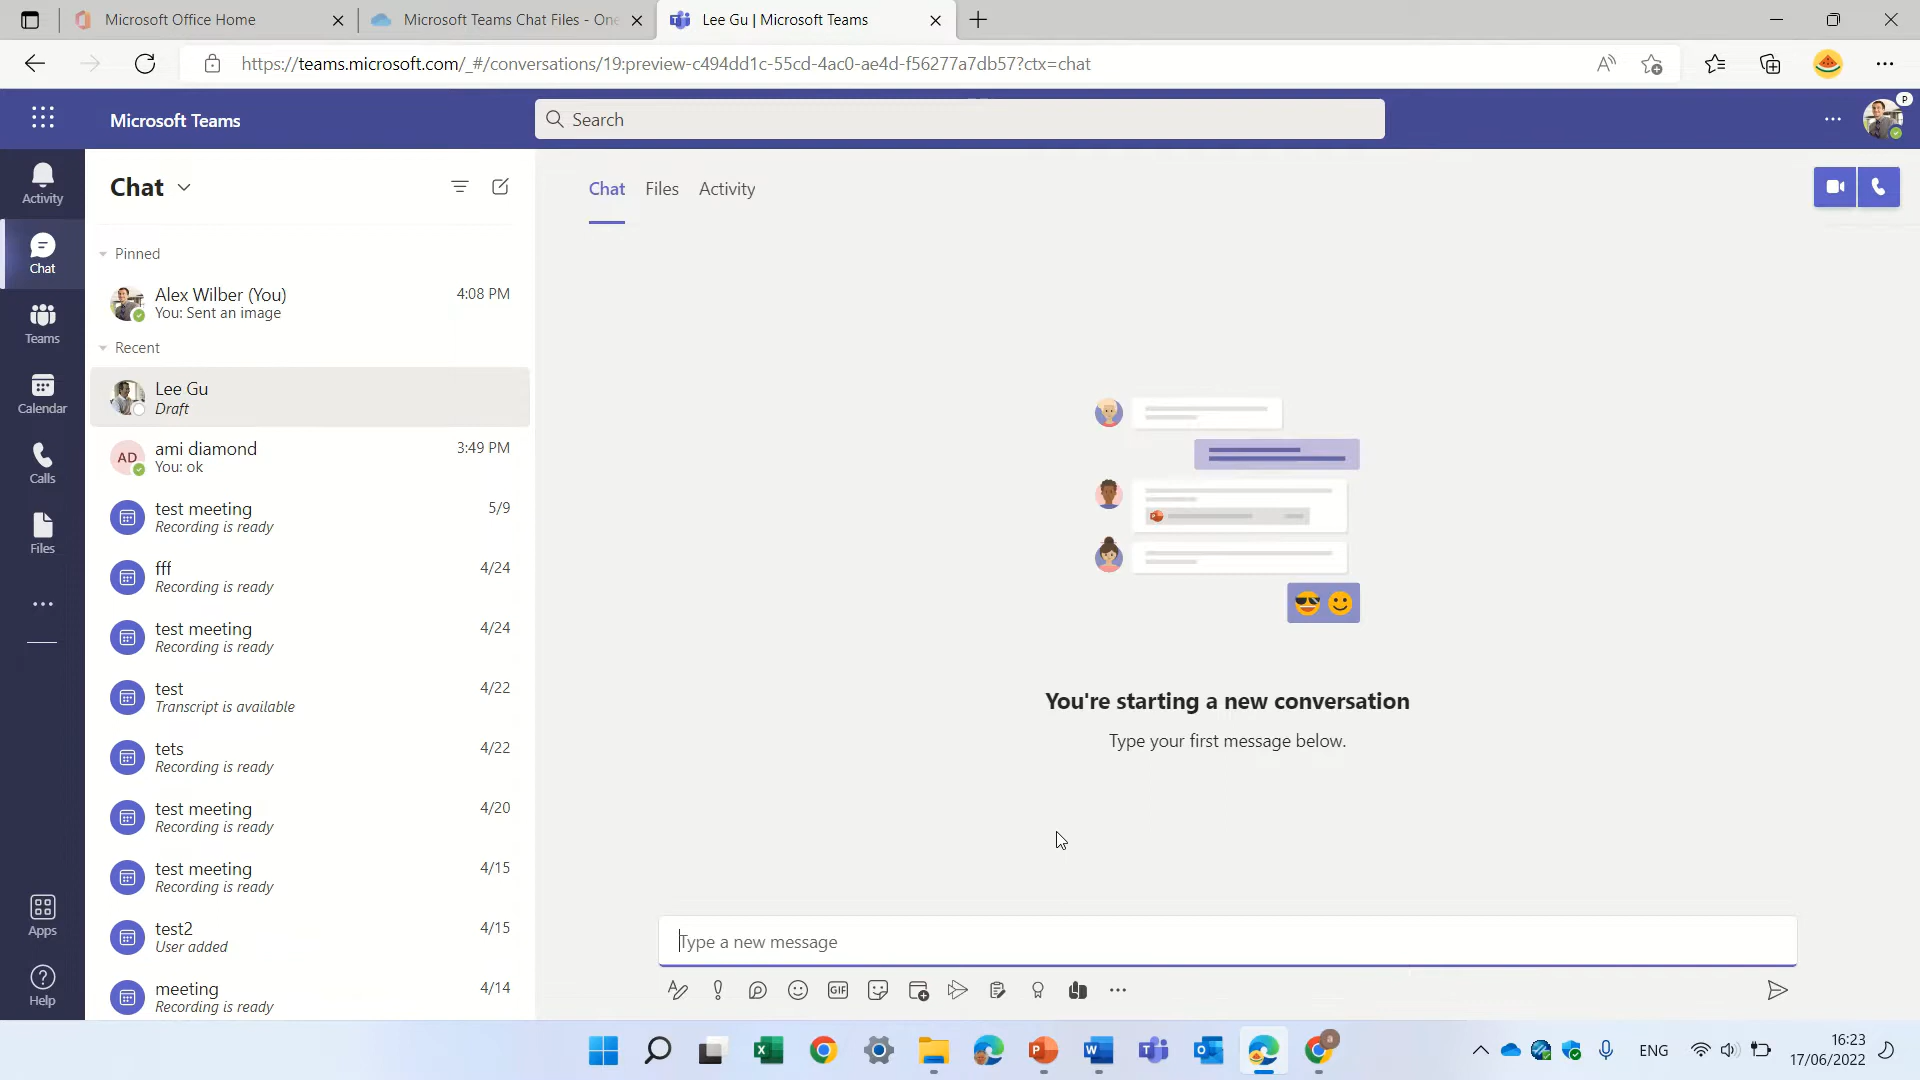 Microsoft Office Home
Microsoft Teams Chat Files - One
Lee Gu | Microsoft Teams
https://teams.microsoft.com/_#/conversations/19:preview-c494dd1c-55cd-4ac0-ae4d-f56277a7db57?ctx=chat
Microsoft Teams
Search
P
Activity
Chat
Teams
Calendar
Calls
Files
Apps
Help
Chat
Pinned
Alex Wilber (You)
4:08 PM
You: Sent an image
Recent
Lee Gu
Draft
AD
ami diamond
3:49 PM
You: ok
test meeting
5/9
Recording is ready
fff
4/24
Recording is ready
test meeting
4/24
Recording is ready
test
4/22
Transcript is available
tets
4/22
Recording is ready
test meeting
4/20
Recording is ready
test meeting
4/15
Recording is ready
test2
4/15
User added
meeting
4/14
Recording is ready
Chat Files Activity
You're starting a new conversation
Type your first message below.
Type a new message
GIF
ENG
16:23
17/06/2022